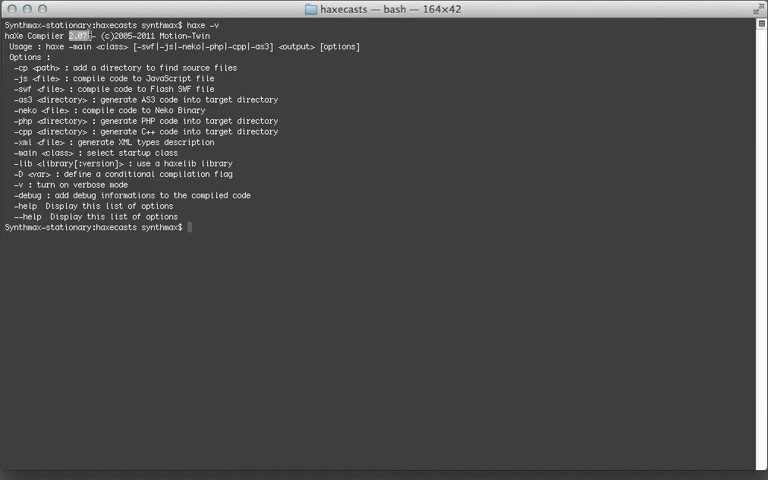 haxecasts — bash — 164×42
Synthmax-stationary:haxecasts synthmax$ haxe -v
haXe Compiler 2.07 - (c)2005-2011 Motion-Twin
Usage : haxe -main <class> [-swf|-js|-neko|-php|-cpp|-as3] <output> [options]
Options :
-cp <path> : add a directory to find source files
-js <file> : compile code to JavaScript file
-swf <file> : compile code to Flash SWF file
-as3 <directory> : generate AS3 code into target directory
-neko <file> : compile code to Neko Binary
-php <directory> : generate PHP code into target directory
-cpp <directory> : generate C++ code into target directory
-xml <file> : generate XML types description
-main <class> : select startup class
-lib <library[:version]> : use a haxelib library
-D <var> : define a conditional compilation flag
-v : turn on verbose mode
-debug : add debug informations to the compiled code
-help Display this list of options
--help Display this list of options
Synthmax-stationary:haxecasts synthmax$